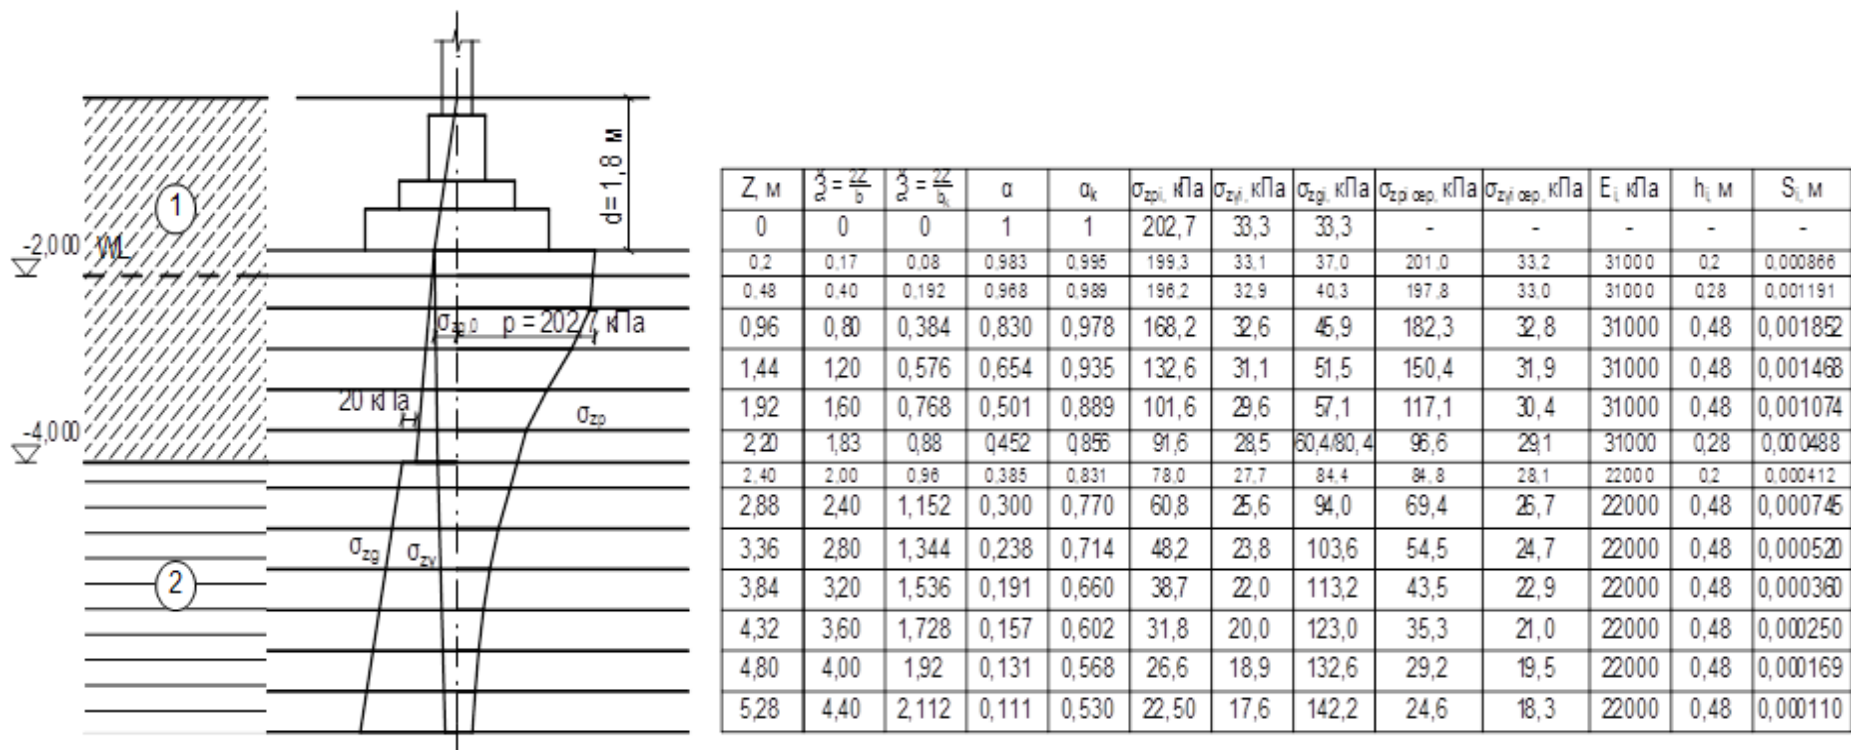 d=1,8 м
1
-2,000
WL
σzg,0 p = 202,7 кПа
20 кПа
σzp
-4,000
σzg
σzγ
2
Z, м ξ = 2Z/b ξ = 2Z/bₖ α αk σzpi, кПа σzγi, кПа σzgi, кПа σzpi сер, кПа σzγi сер, кПа Ei, кПа hi, м Si, м
0 0 0 1 1 202,7 33,3 33,3 - - - - -
0,2 0,17 0,08 0,983 0,995 199,3 33,1 37,0 201,0 33,2 31000 0,2 0,000866
0,48 0,40 0,192 0,968 0,989 196,2 32,9 40,3 197,8 33,0 31000 0,28 0,001191
0,96 0,80 0,384 0,830 0,978 168,2 32,6 45,9 182,3 32,8 31000 0,48 0,001852
1,44 1,20 0,576 0,654 0,935 132,6 31,1 51,5 150,4 31,9 31000 0,48 0,001468
1,92 1,60 0,768 0,501 0,889 101,6 29,6 57,1 117,1 30,4 31000 0,48 0,001074
2,20 1,83 0,88 0,452 0,856 91,6 28,5 60,4/80,4 96,6 29,1 31000 0,28 0,000488
2,40 2,00 0,96 0,385 0,831 78,0 27,7 84,4 84,8 28,1 22000 0,2 0,000412
2,88 2,40 1,152 0,300 0,770 60,8 25,6 94,0 69,4 26,7 22000 0,48 0,000745
3,36 2,80 1,344 0,238 0,714 48,2 23,8 103,6 54,5 24,7 22000 0,48 0,000520
3,84 3,20 1,536 0,191 0,660 38,7 22,0 113,2 43,5 22,9 22000 0,48 0,000360
4,32 3,60 1,728 0,157 0,602 31,8 20,0 123,0 35,3 21,0 22000 0,48 0,000250
4,80 4,00 1,92 0,131 0,568 26,6 18,9 132,6 29,2 19,5 22000 0,48 0,000169
5,28 4,40 2,112 0,111 0,530 22,50 17,6 142,2 24,6 18,3 22000 0,48 0,000110